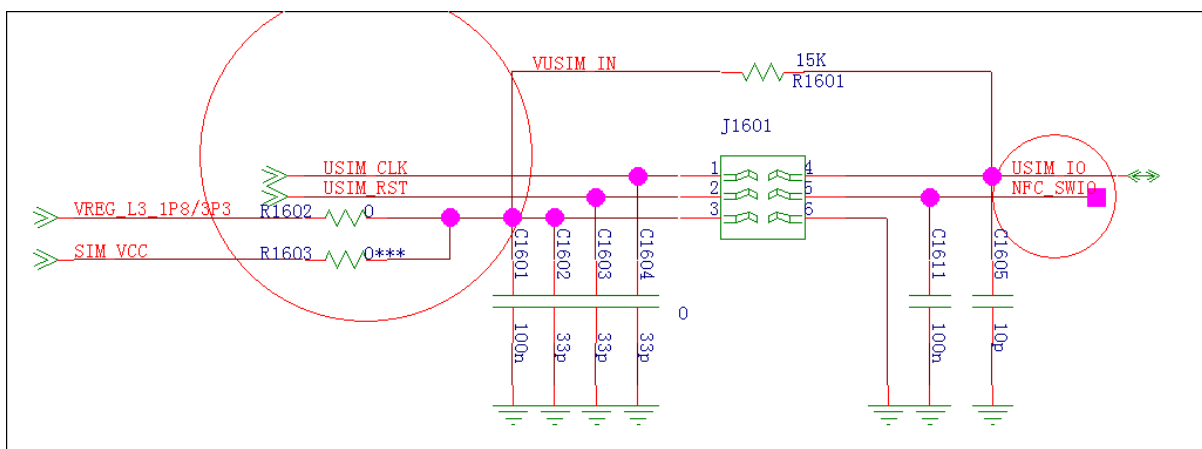 VUSIM_IN
15K
R1601
J1601
USIM_CLK
1
4
USIM_IO
USIM_RST
2
5
NFC_SWIO
VREG_L3_1P8/3P3
R1602
0
3
6
SIM_VCC
R1603
0***
C1601
C1602
C1603
C1604
C1611
C1605
0
100n
33p
33p
33p
100n
10p